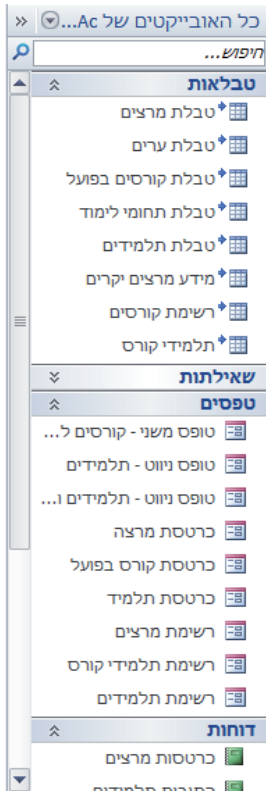 כל האובייקטים של Ac...
חיפוש...
טבלאות
טבלת מרצים
טבלת ערים
טבלת קורסים בפועל
טבלת תחומי לימוד
טבלת תלמידים
מידע מרצים יקרים
רשימת קורסים
תלמידי קורס
שאילתות
טפסים
טופס משני - קורסים ל...
טופס ניווט - תלמידים
טופס ניווט - תלמידים ו...
כרטסת מרצה
כרטסת קורס בפועל
כרטסת תלמיד
רשימת מרצים
רשימת תלמידי קורס
רשימת תלמידים
דוחות
כרטסות מרצים